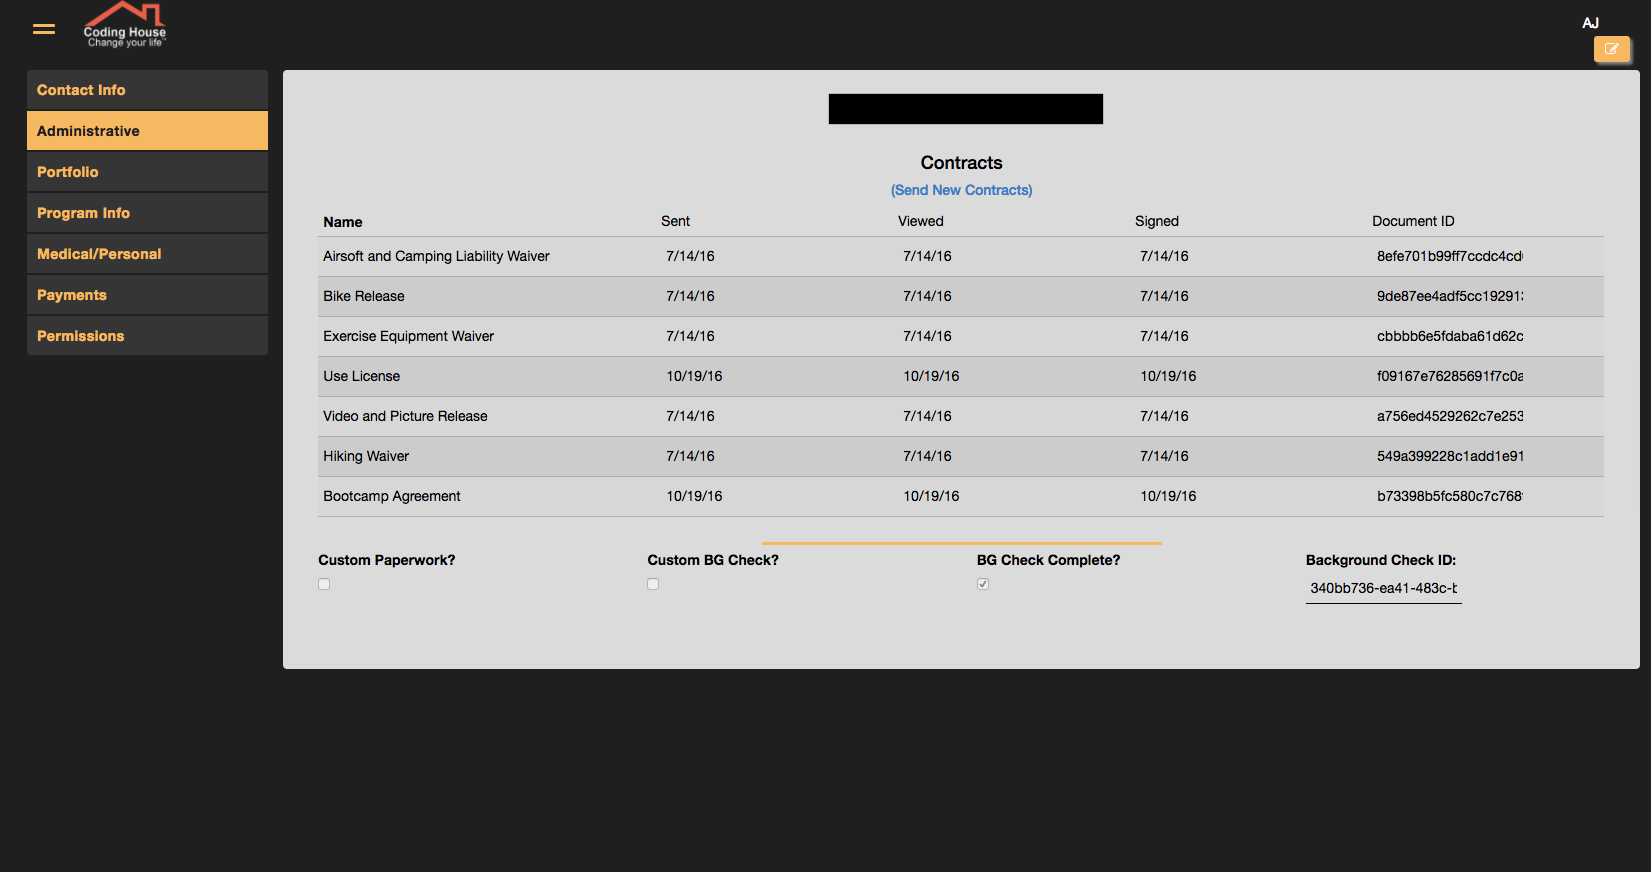 Coding House
Change your life
AJ
Contact Info
Administrative
Portfolio
Program Info
Medical/Personal
Payments
Permissions
Contracts
(Send New Contracts)
Name Sent Viewed Signed Document ID
Airsoft and Camping Liability Waiver 7/14/16 7/14/16 7/14/16 8efe701b99ff7ccdc4cd
Bike Release 7/14/16 7/14/16 7/14/16 9de87ee4adf5cc19291
Exercise Equipment Waiver 7/14/16 7/14/16 7/14/16 cbbbb6e5fdaba61d62c
Use License 10/19/16 10/19/16 10/19/16 f09167e76285691f7c0a
Video and Picture Release 7/14/16 7/14/16 7/14/16 a756ed4529262c7e253
Hiking Waiver 7/14/16 7/14/16 7/14/16 549a399228c1add1e91
Bootcamp Agreement 10/19/16 10/19/16 10/19/16 b73398b5fc580c7c768
Custom Paperwork? Custom BG Check? BG Check Complete? Background Check ID:
340bb736-ea41-483c-b